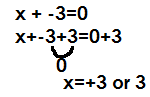 x + -3=0
x+-3+3=0+3
0
x=+3 or 3